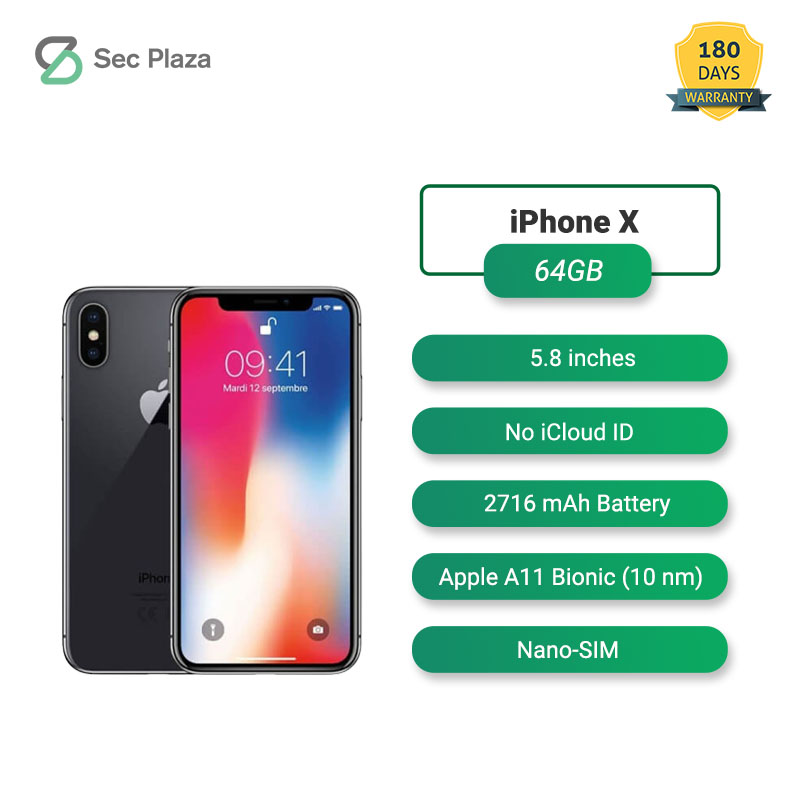 Sec Plaza
180
DAYS
WARRANTY
iPhone X
64GB
09:41
Mardi 12 septembre
5.8 inches
No iCloud ID
2716 mAh Battery
Apple A11 Bionic (10 nm)
Nano-SIM